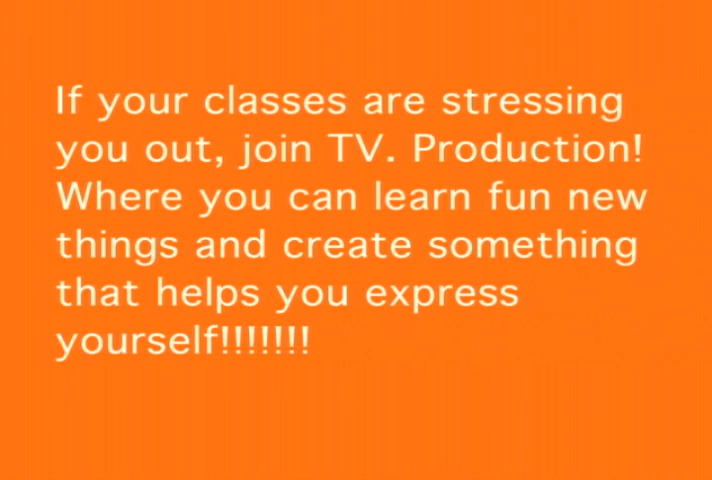 If your classes are stressing
you out, join TV. Production!
Where you can learn fun new
things and create something
that helps you express
yourself!!!!!!!